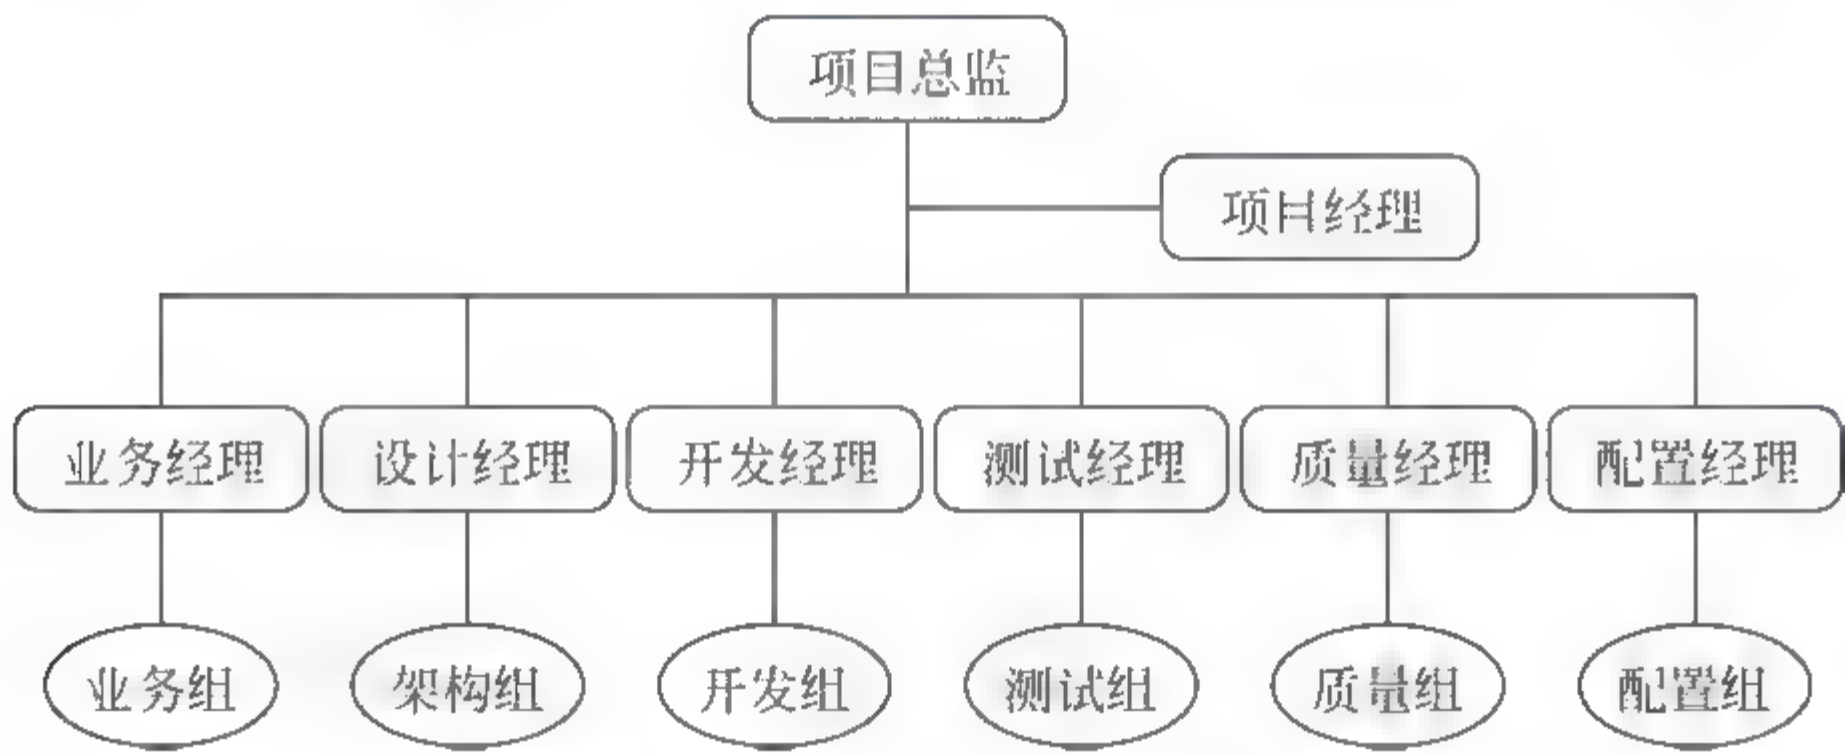 项目总监
项目经理
业务经理 设计经理 开发经理 测试经理 质量经理 配置经理
业务组 架构组 开发组 测试组 质量组 配置组